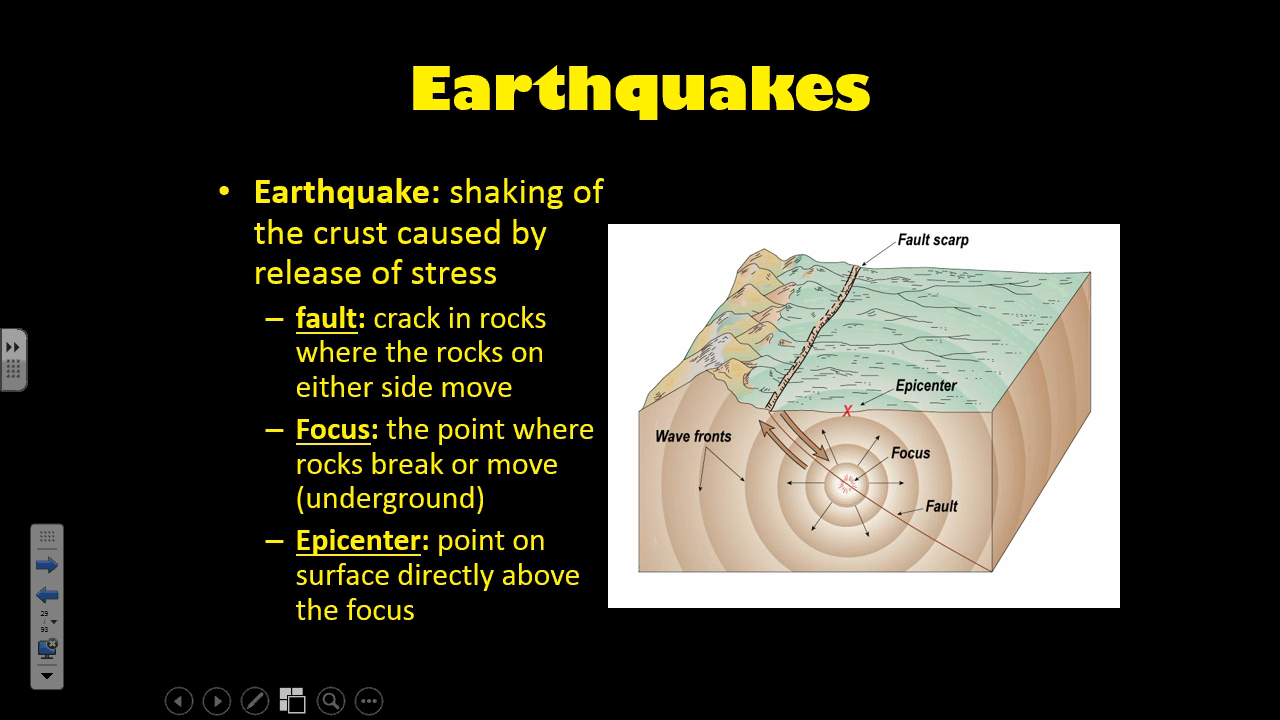 Earthquakes
• Earthquake: shaking of
the crust caused by
release of stress
– fault: crack in rocks
where the rocks on
either side move
– Focus: the point where
rocks break or move
(underground)
– Epicenter: point on
surface directly above
the focus
Fault scarp
Epicenter
X
Wave fronts
Focus
Fault
29
/
93